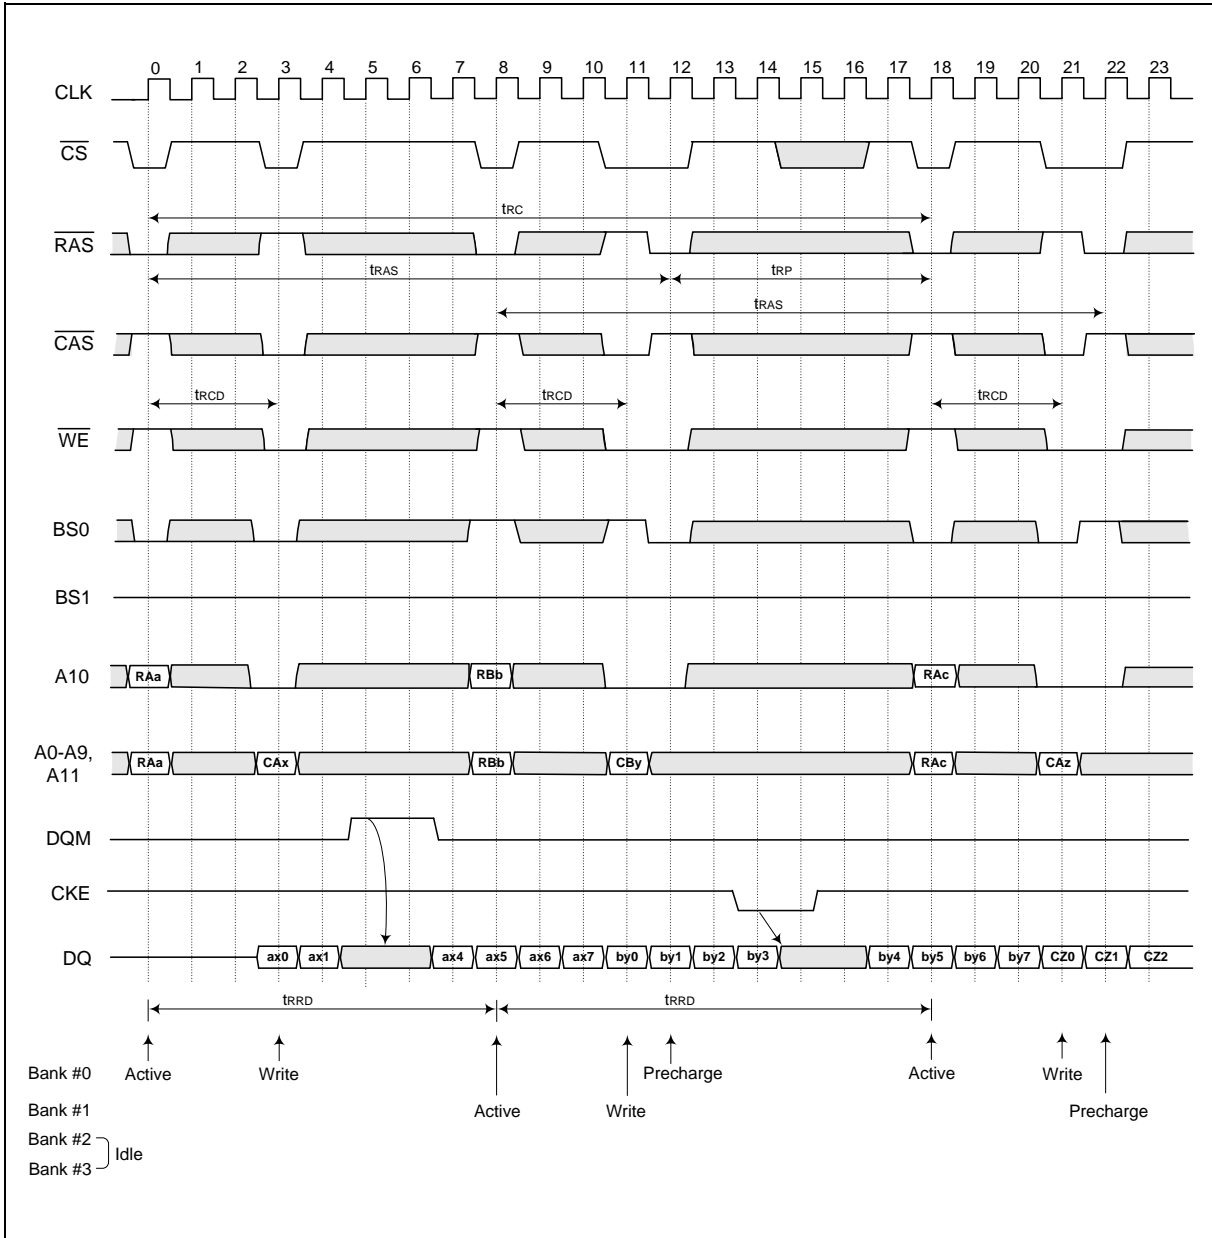 0 1 2 3 4 5 6 7 8 9 10 11 12 13 14 15 16 17 18 19 20 21 22 23
CLK
CS
tRC
RAS
tRAS tRP
tRAS
CAS
tRCD tRCD tRCD
WE
BS0
BS1
A10 RAa RBb RAc
A0-A9,
A11
RAa CAx RBb CBy RAc CAz
DQM
CKE
DQ ax0 ax1 ax4 ax5 ax6 ax7 by0 by1 by2 by3 by4 by5 by6 by7 CZ0 CZ1 CZ2
tRRD tRRD
Bank #0 Active Write Precharge Active Write
Bank #1 Active Write Precharge
Bank #2
Idle
Bank #3